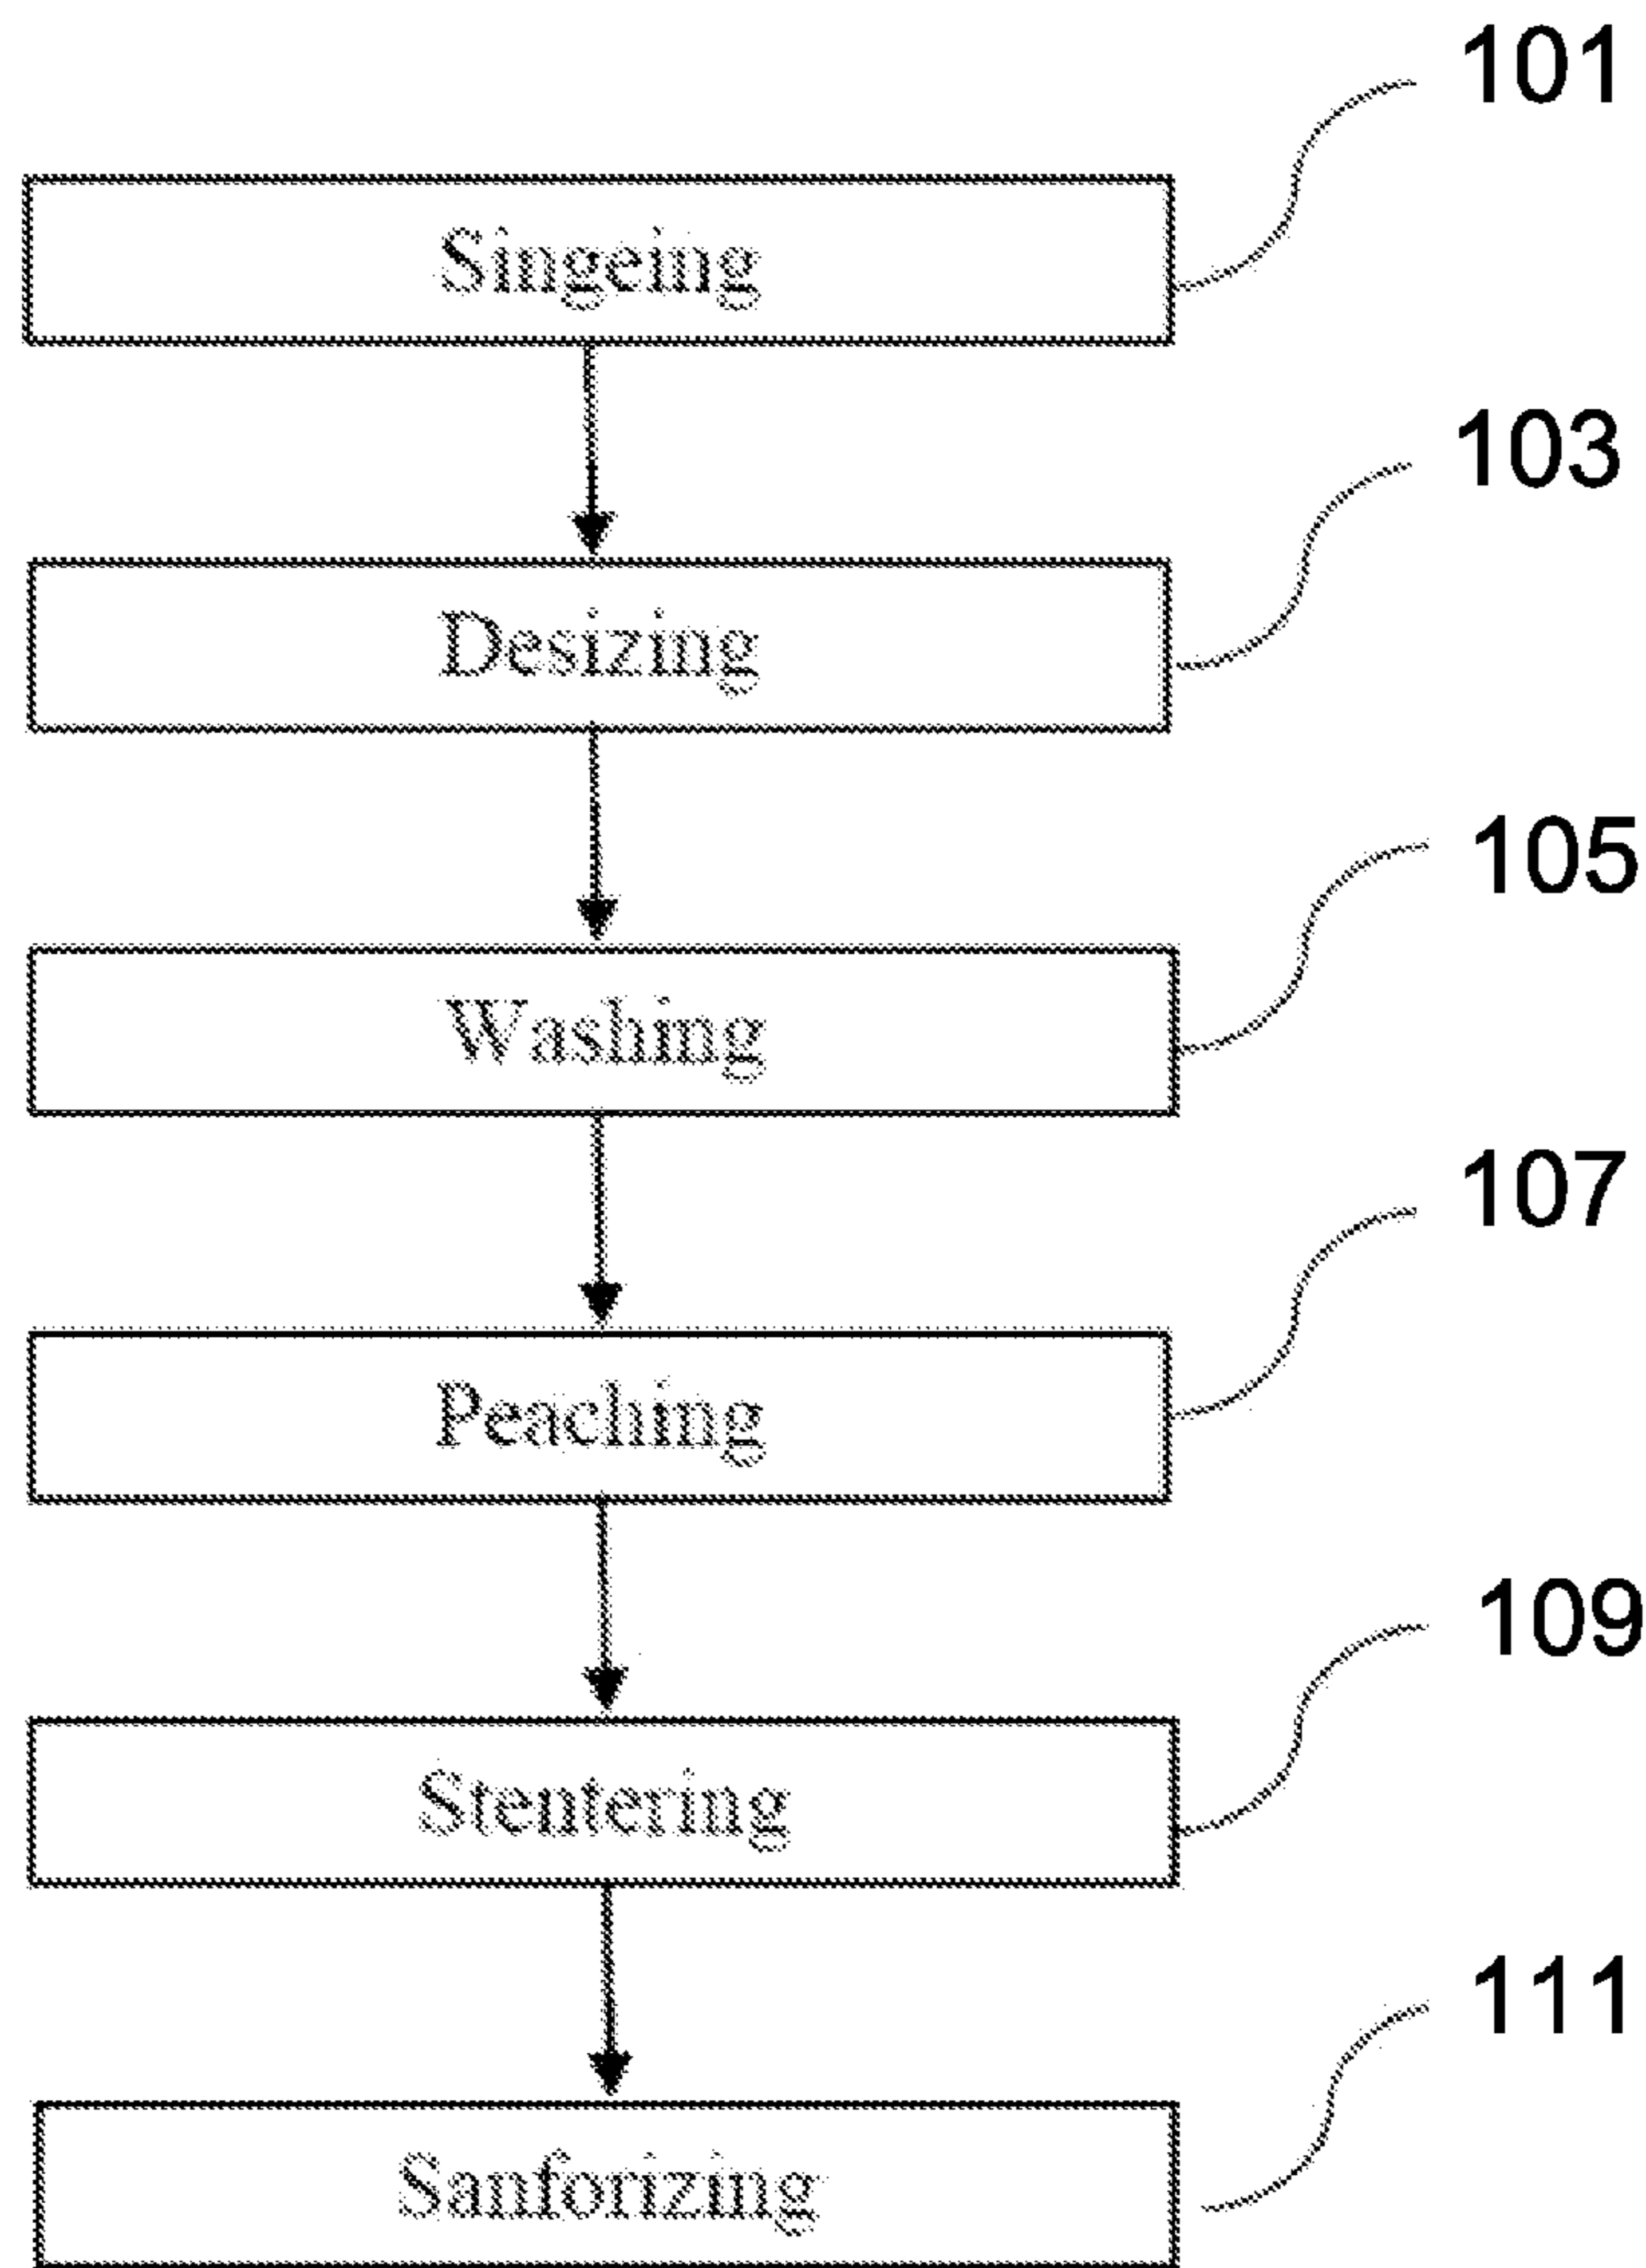 101
Singeing
103
Desizing
105
Washing
107
Peaching
109
Stentering
111
Sanforizing